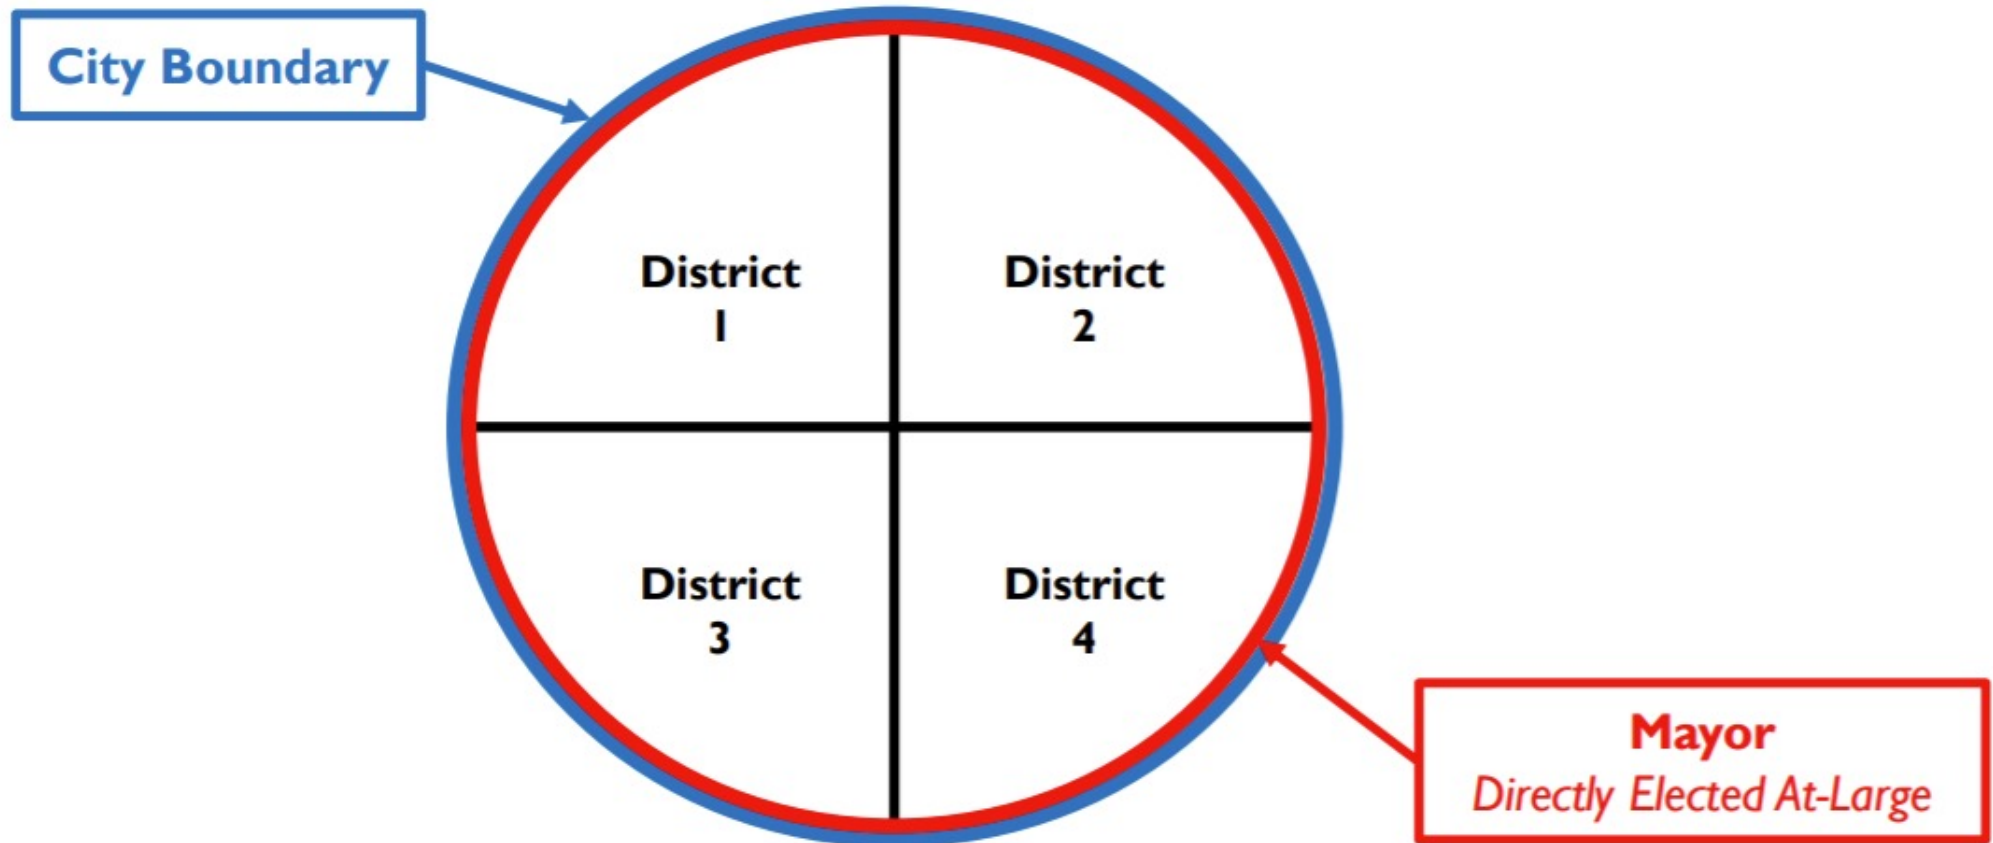 City Boundary
District
1
District
2
District
3
District
4
Mayor
Directly Elected At-Large